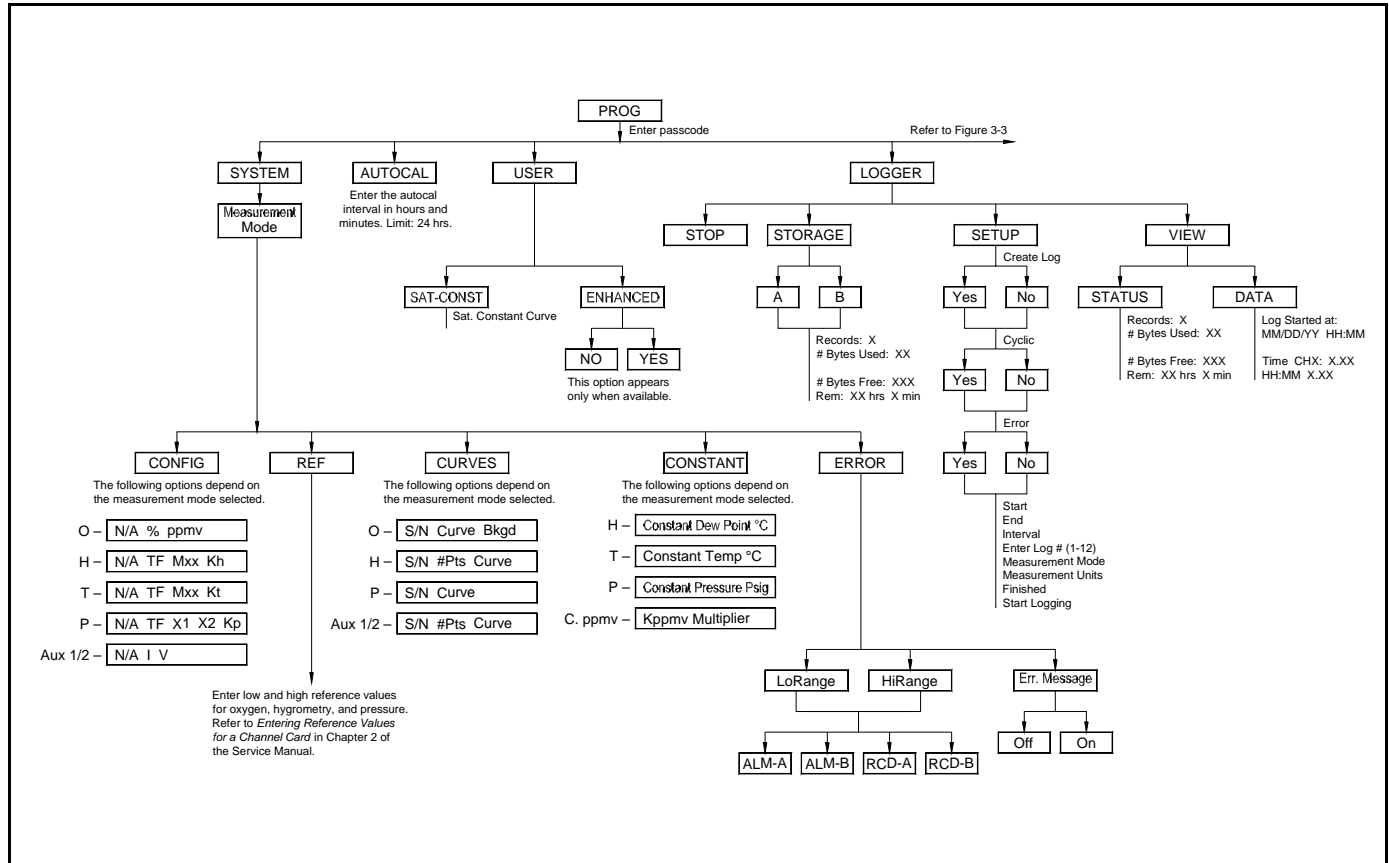 PROG
Enter passcode
Refer to Figure 3-3
SYSTEM
AUTOCAL
USER
LOGGER
Enter the autocal
interval in hours and
minutes. Limit: 24 hrs.
Measurement
Mode
STOP
STORAGE
SETUP
VIEW
Create Log
SAT-CONST
Sat. Constant Curve
ENHANCED
NO
YES
This option appears
only when available.
A
B
Records: X
# Bytes Used: XX
# Bytes Free: XXX
Rem: XX hrs X min
Yes
No
Cyclic
Yes
No
Error
Yes
No
Start
End
Interval
Enter Log # (1-12)
Measurement Mode
Measurement Units
Finished
Start Logging
STATUS
Records: X
# Bytes Used: XX
# Bytes Free: XXX
Rem: XX hrs X min
DATA
Log Started at:
MM/DD/YY HH:MM
Time CHX: X.XX
HH:MM X.XX
CONFIG
The following options depend on
the measurement mode selected.
O – N/A % ppmv
H – N/A TF Mxx Kh
T – N/A TF Mxx Kt
P – N/A TF X1 X2 Kp
Aux 1/2 – N/A I V
REF
Enter low and high reference values
for oxygen, hygrometry, and pressure.
Refer to Entering Reference Values
for a Channel Card in Chapter 2 of
the Service Manual.
CURVES
The following options depend on
the measurement mode selected.
O – S/N Curve Bkgd
H – S/N #Pts Curve
P – S/N Curve
Aux 1/2 – S/N #Pts Curve
CONSTANT
The following options depend on
the measurement mode selected.
H – Constant Dew Point °C
T – Constant Temp °C
P – Constant Pressure Psig
C. ppmv – Kppmv Multiplier
ERROR
LoRange
HiRange
Err. Message
ALM-A
ALM-B
RCD-A
RCD-B
Off
On